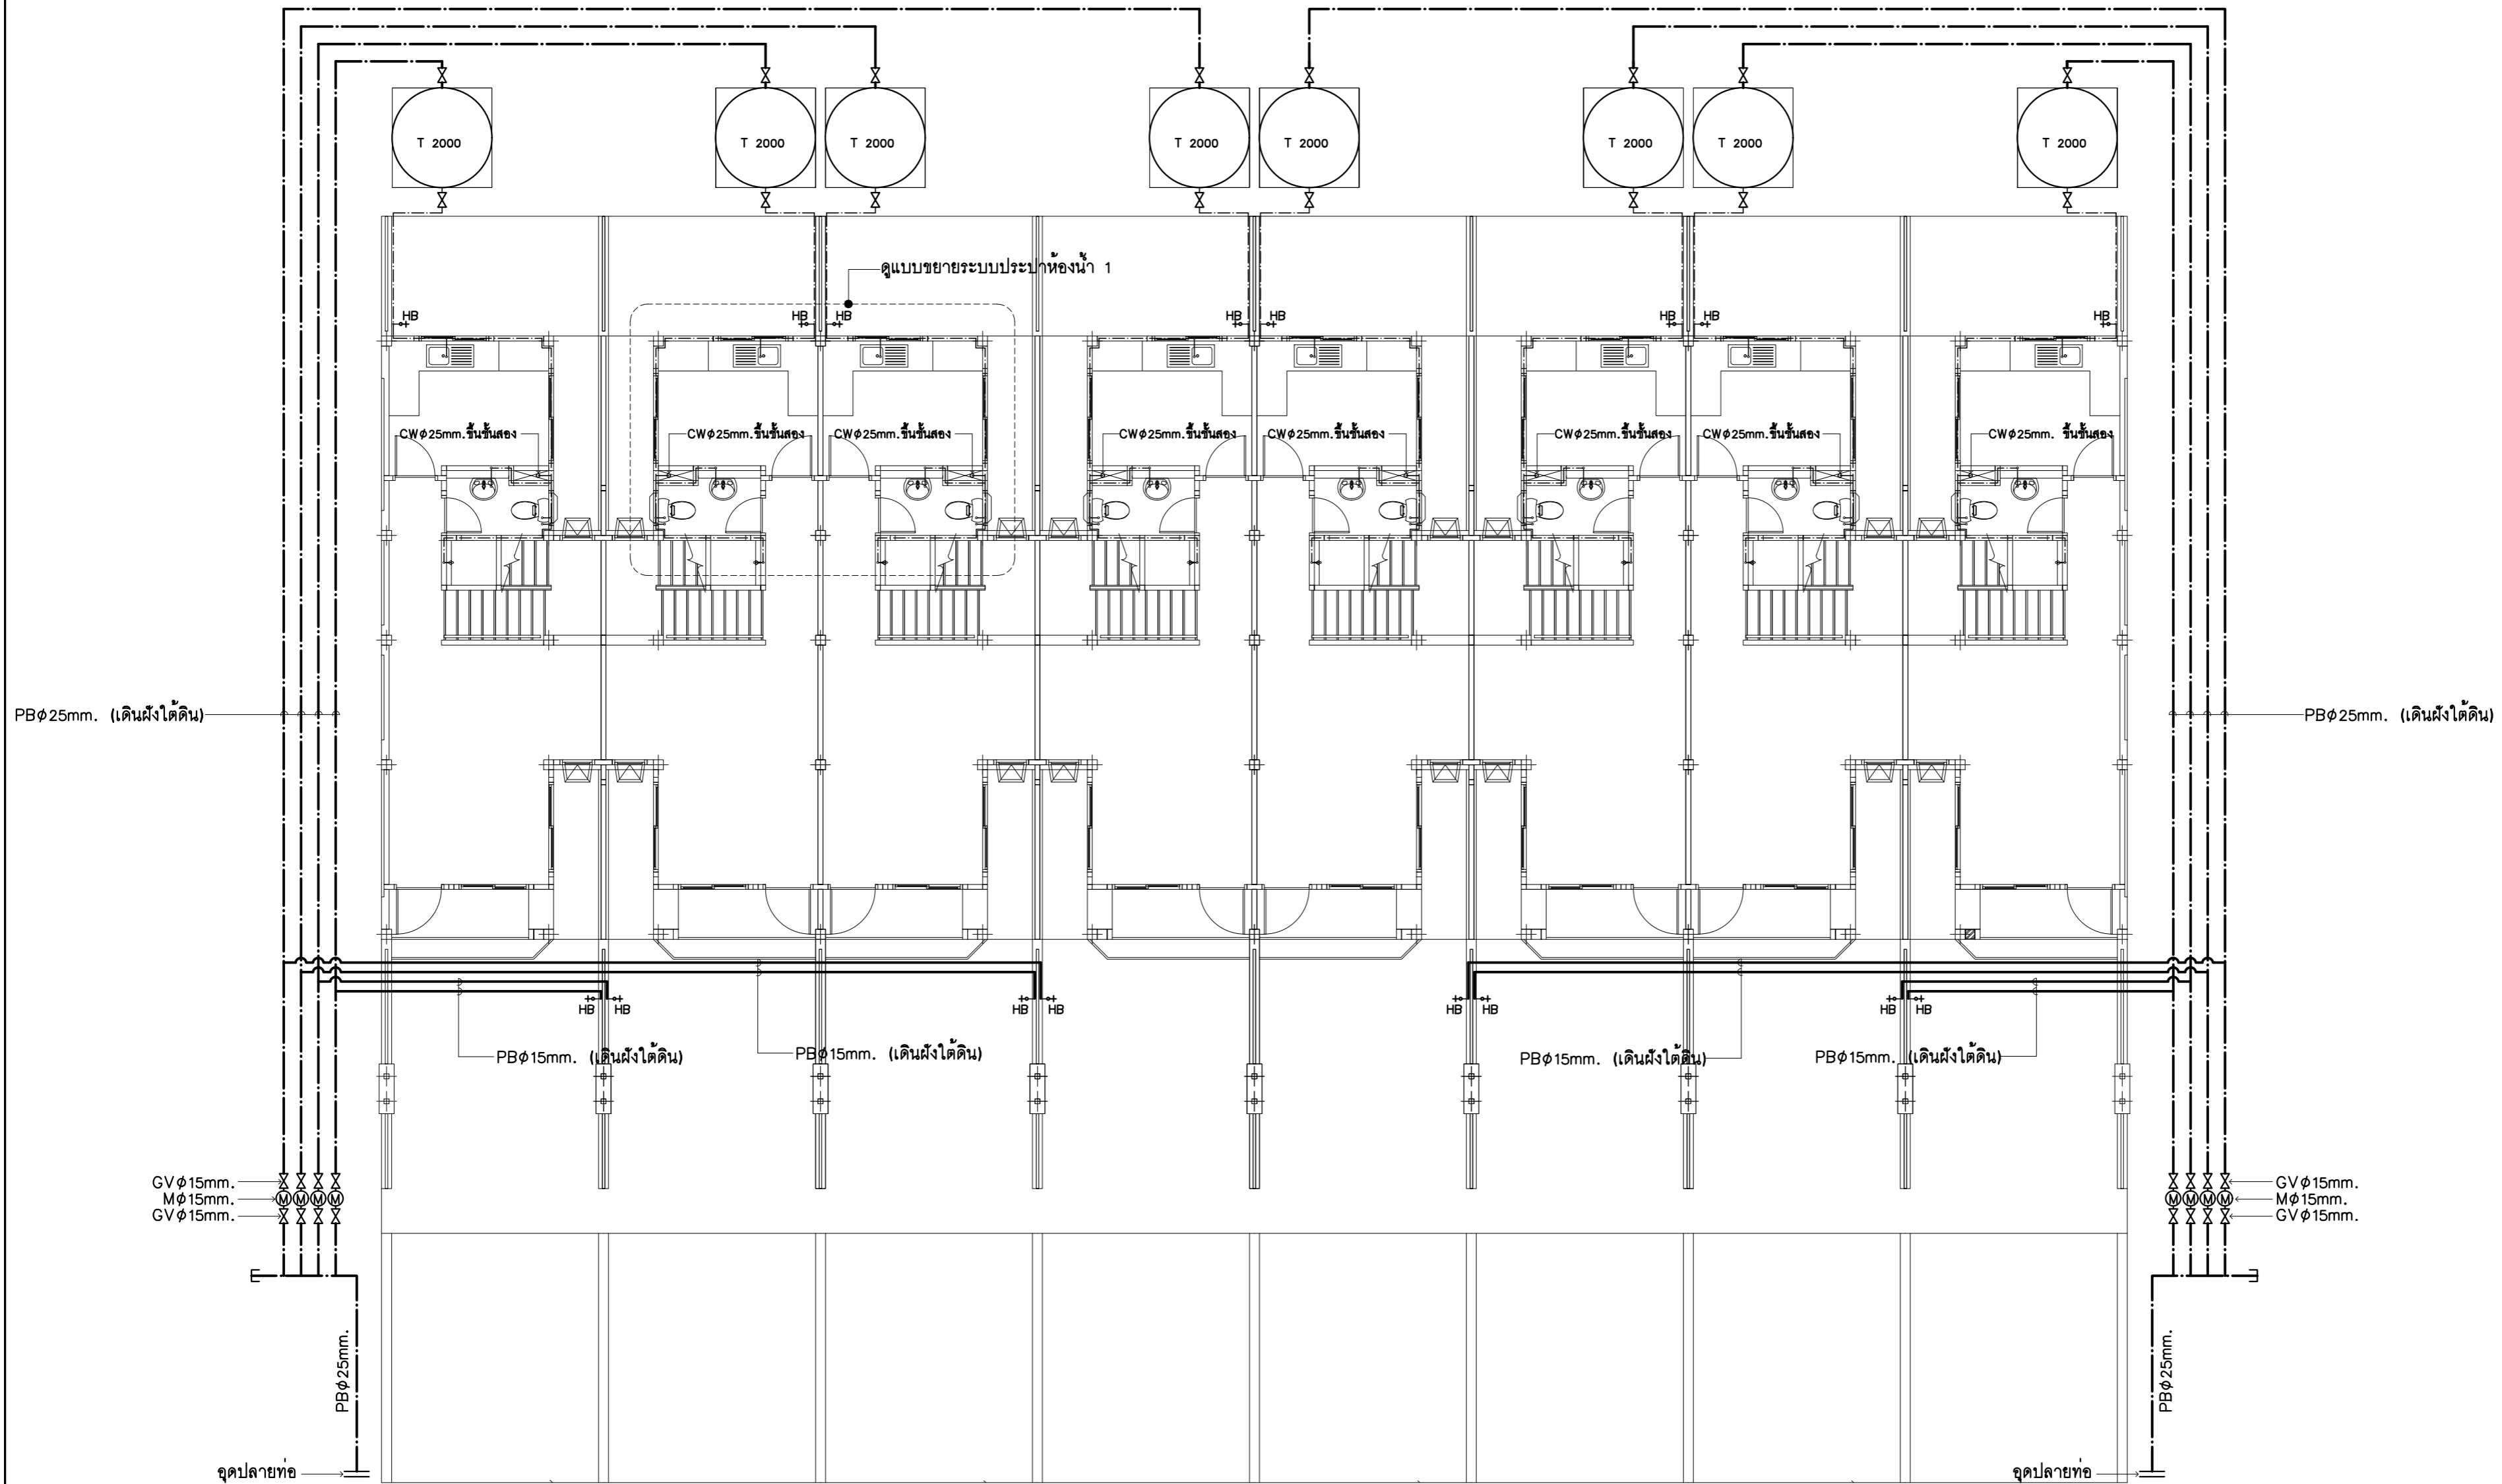 T 2000
T 2000
T 2000
T 2000
T 2000
T 2000
T 2000
T 2000
ดูแบบขยายระบบประปาห้องน้ำ 1
HB
HB
HB
HB
HB
HB
HB
HB
CWφ25mm.ขึ้นชั้นสอง
CWφ25mm.ขึ้นชั้นสอง
CWφ25mm.ขึ้นชั้นสอง
CWφ25mm.ขึ้นชั้นสอง
CWφ25mm.ขึ้นชั้นสอง
CWφ25mm.ขึ้นชั้นสอง
CWφ25mm.ขึ้นชั้นสอง
CWφ25mm. ขึ้นชั้นสอง
PBφ25mm. (เดินฝังใต้ดิน)
PBφ25mm. (เดินฝังใต้ดิน)
HB
HB
HB
HB
HB
HB
HB
HB
PBφ15mm. (เดินฝังใต้ดิน)
PBφ15mm. (เดินฝังใต้ดิน)
PBφ15mm. (เดินฝังใต้ดิน)
PBφ15mm. (เดินฝังใต้ดิน)
GVφ15mm.
Mφ15mm.
GVφ15mm.
M M M M
M M M M
GVφ15mm.
Mφ15mm.
GVφ15mm.
PBφ25mm.
PBφ25mm.
อุดปลายท่อ
อุดปลายท่อ